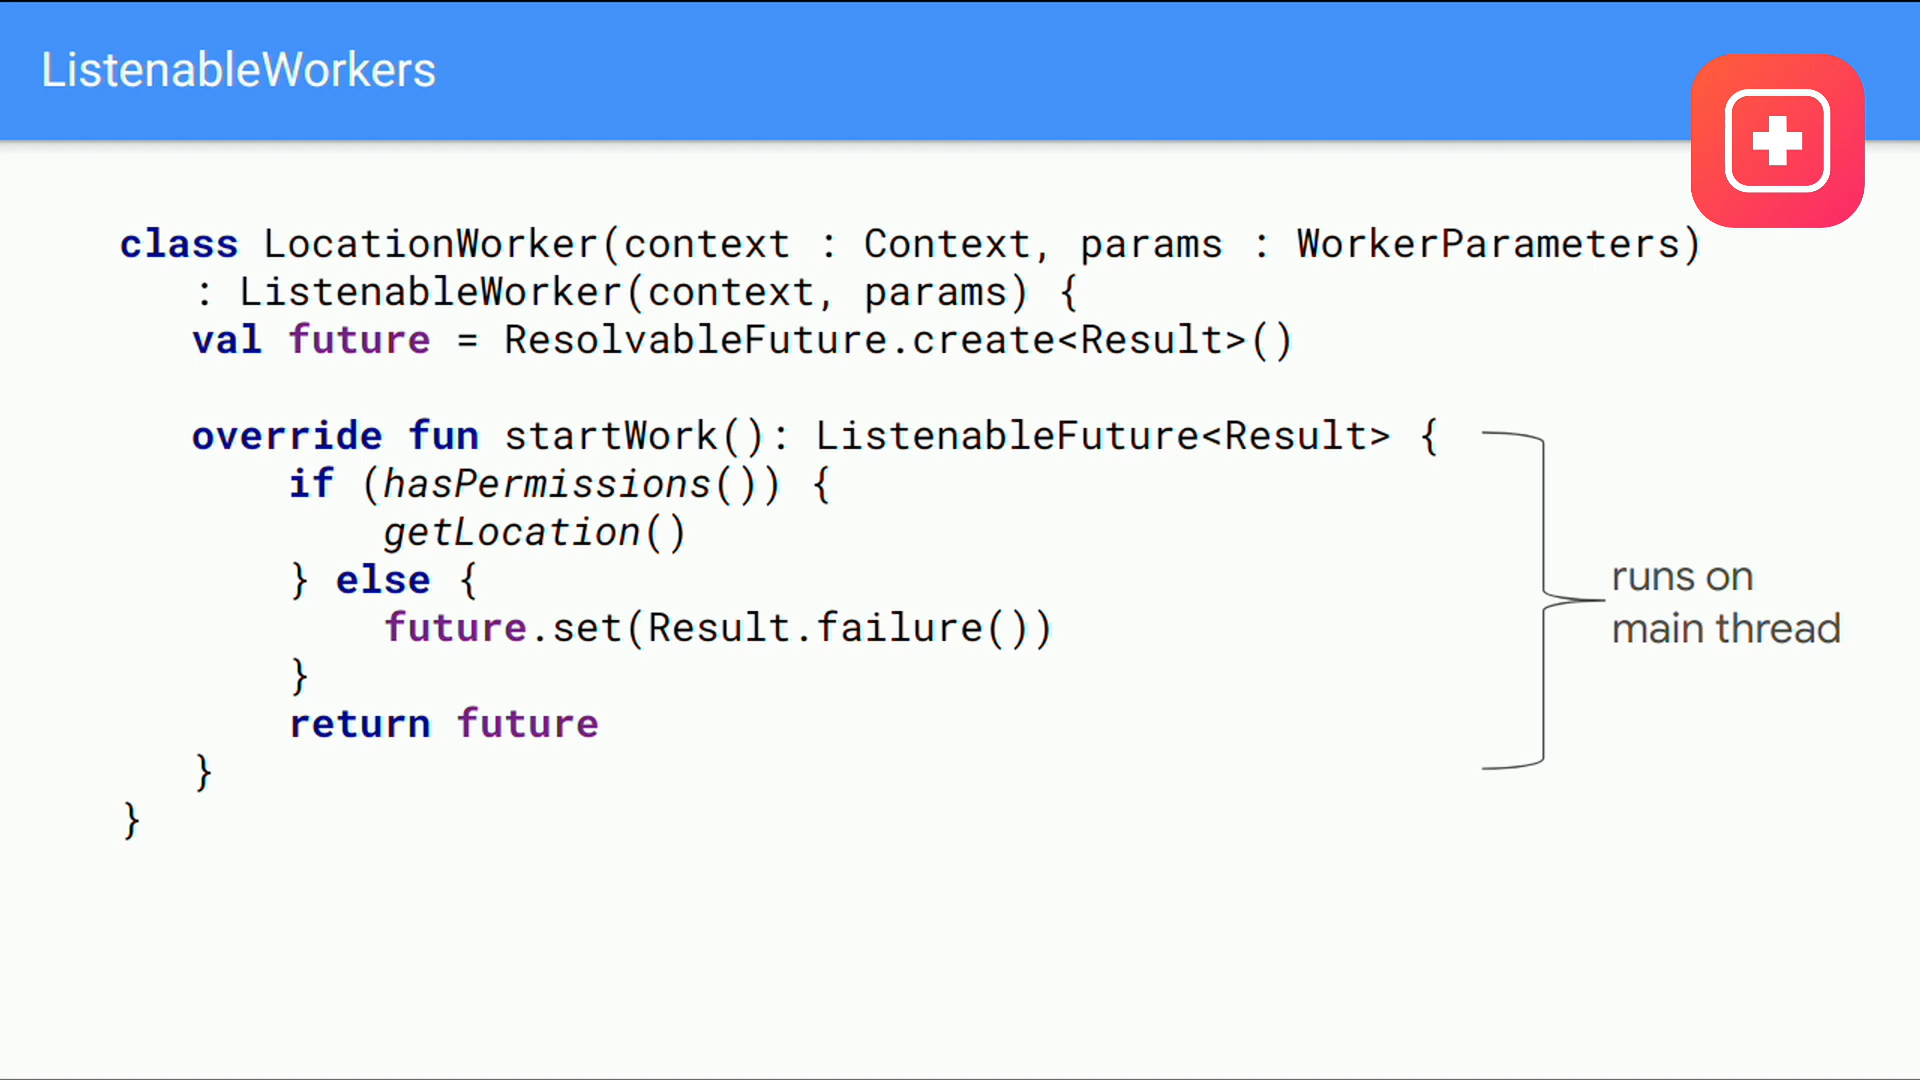 ListenableWorkers
class LocationWorker(context : Context, params : WorkerParameters)
: ListenableWorker(context, params) {
val future = ResolvableFuture.create<Result>()
override fun startWork(): ListenableFuture<Result> {
if (hasPermissions()) {
getLocation()
} else {
future.set(Result.failure())
}
return future
}
}
runs on
main thread